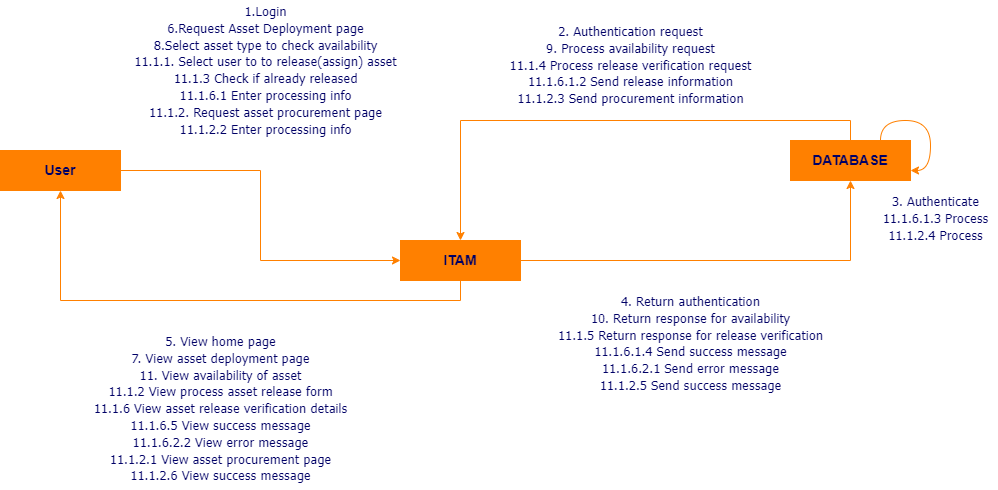 1.Login
6.Request Asset Deployment page
8.Select asset type to check availability
11.1.1. Select user to to release(assign) asset
11.1.3 Check if already released
11.1.6.1 Enter processing info
11.1.2. Request asset procurement page
11.1.2.2 Enter processing info
2. Authentication request
9. Process availability request
11.1.4 Process release verification request
11.1.6.1.2 Send release information
11.1.2.3 Send procurement information
User
DATABASE
3. Authenticate
11.1.6.1.3 Process
11.1.2.4 Process
ITAM
4. Return authentication
10. Return response for availability
11.1.5 Return response for release verification
11.1.6.1.4 Send success message
11.1.6.2.1 Send error message
11.1.2.5 Send success message
5. View home page
7. View asset deployment page
11. View availability of asset
11.1.2 View process asset release form
11.1.6 View asset release verification details
11.1.6.5 View success message
11.1.6.2.2 View error message
11.1.2.1 View asset procurement page
11.1.2.6 View success message